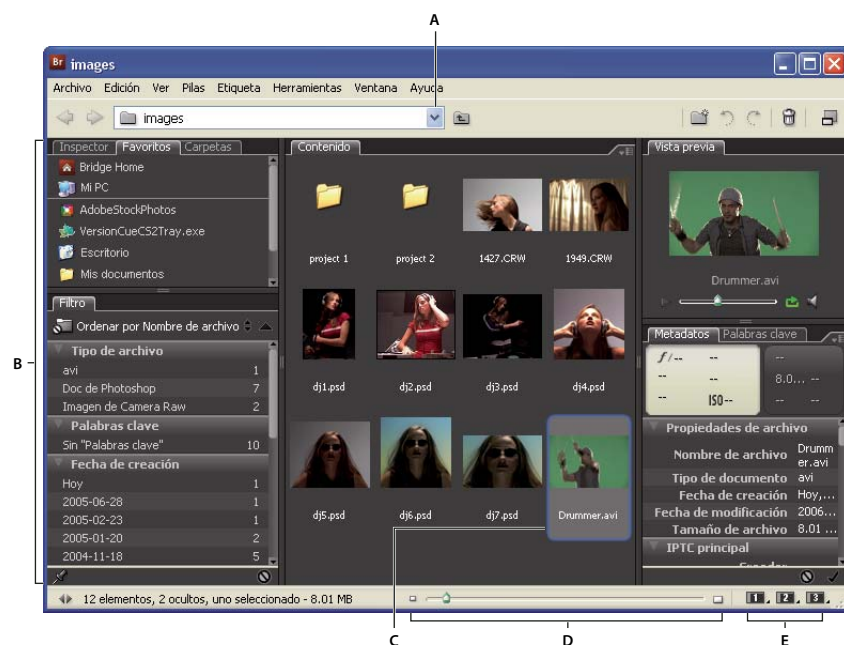 A
Br images
Archivo Edición Ver Pilas Etiqueta Herramientas Ventana Ayuda
images
Inspector Favoritos Carpetas
Bridge Home
Mi PC
AdobeStockPhotos
VersionCueCS2Tray.exe
Escritorio
Mis documentos
Filtro
Ordenar por Nombre de archivo
Tipo de archivo
avi 1
Doc de Photoshop 7
Imagen de Camera Raw 2
Palabras clave
Sin "Palabras clave" 10
Fecha de creación
Hoy 1
2005-06-28 1
2005-02-23 1
2005-01-20 2
2004-11-18 5
B
Contenido
project 1 project 2 1427.CRW 1949.CRW
dj1.psd dj2.psd dj3.psd dj4.psd
dj5.psd dj6.psd dj7.psd Drummer.avi
Vista previa
Drummer.avi
Metadatos Palabras clave
f/-- -- --
-- -- 8.0... --
-- ISO-- -- --
Propiedades de archivo
Nombre de archivo Drumm
er.avi
Tipo de documento avi
Fecha de creación Hoy,...
Fecha de modificación 2006...
Tamaño de archivo 8.01 ...
IPTC principal
12 elementos, 2 ocultos, uno seleccionado - 8.01 MB
1 2 3
C D E